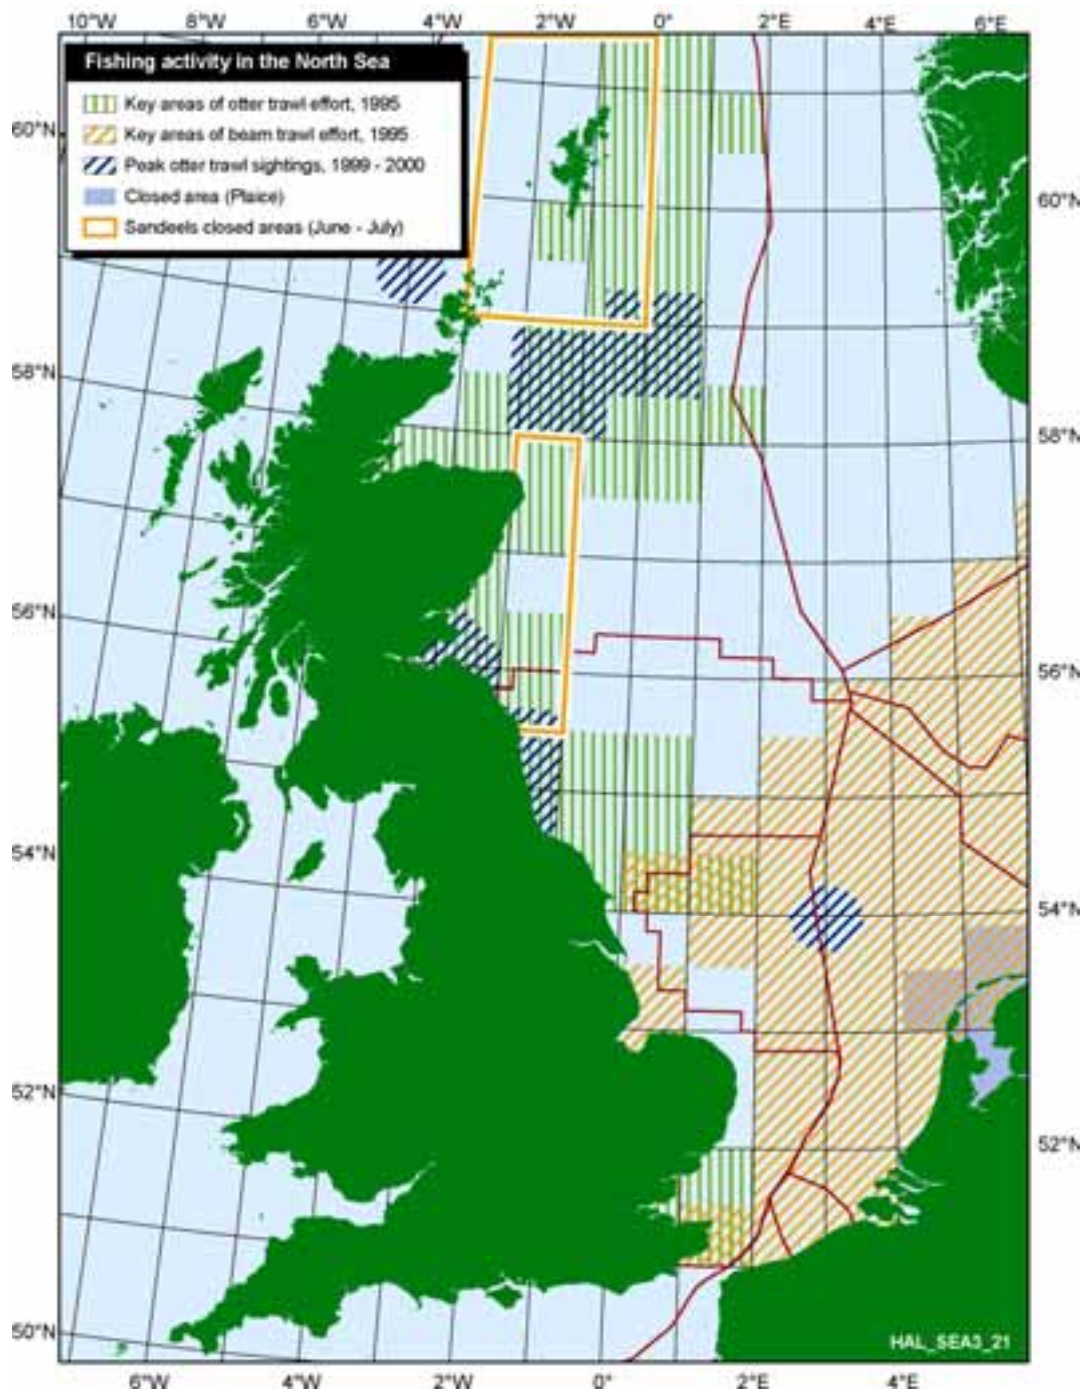 10°W 8°W 6°W 4°W 2°W 0° 2°E 4°E 6°E
Fishing activity in the North Sea
Key areas of otter trawl effort, 1995
Key areas of beam trawl effort, 1995
Peak otter trawl sightings, 1999 - 2000
Closed area (Plaice)
Sandeels closed areas (June - July)
60°N
60°N
58°N
58°N
56°N
56°N
54°N
54°N
52°N
52°N
50°N
HAL_SEA3_21
6°W 4°W 2°W 0° 2°E 4°E